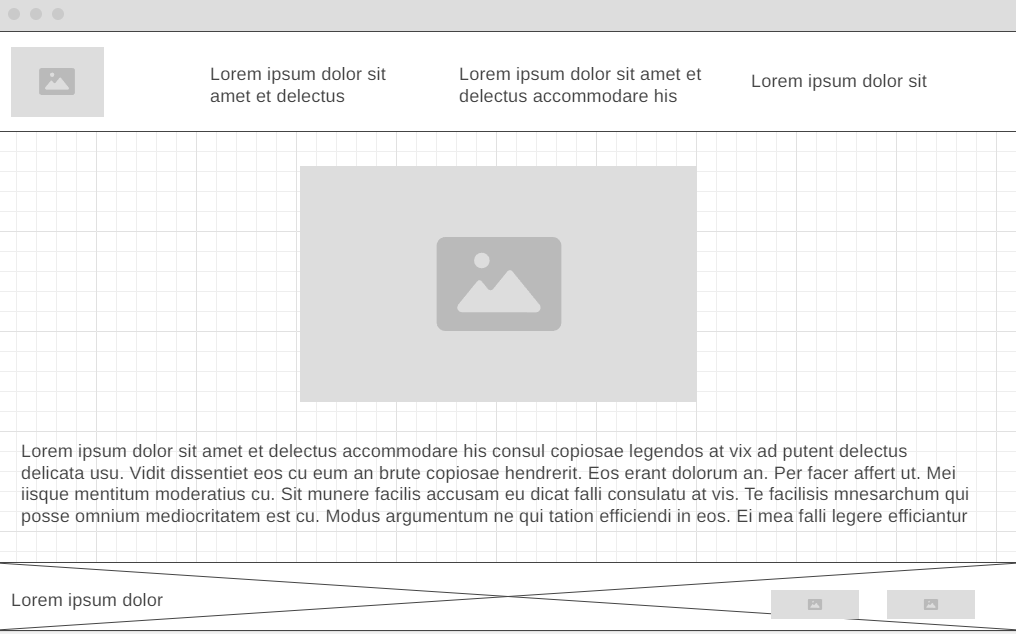 Lorem ipsum dolor sit
amet et delectus
Lorem ipsum dolor sit amet et
delectus accommodare his
Lorem ipsum dolor sit
Lorem ipsum dolor sit amet et delectus accommodare his consul copiosae legendos at vix ad putent delectus
delicata usu. Vidit dissentiet eos cu eum an brute copiosae hendrerit. Eos erant dolorum an. Per facer affert ut. Mei
iisque mentitum moderatius cu. Sit munere facilis accusam eu dicat falli consulatu at vis. Te facilisis mnesarchum qui
posse omnium mediocritatem est cu. Modus argumentum ne qui tation efficiendi in eos. Ei mea falli legere efficiantur
Lorem ipsum dolor